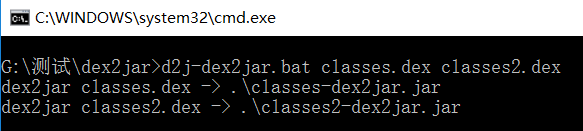 C:\WINDOWS\system32\cmd.exe
G:\测试\dex2jar>d2j-dex2jar.bat classes.dex classes2.dex
dex2jar classes.dex -> .\classes-dex2jar.jar
dex2jar classes2.dex -> .\classes2-dex2jar.jar